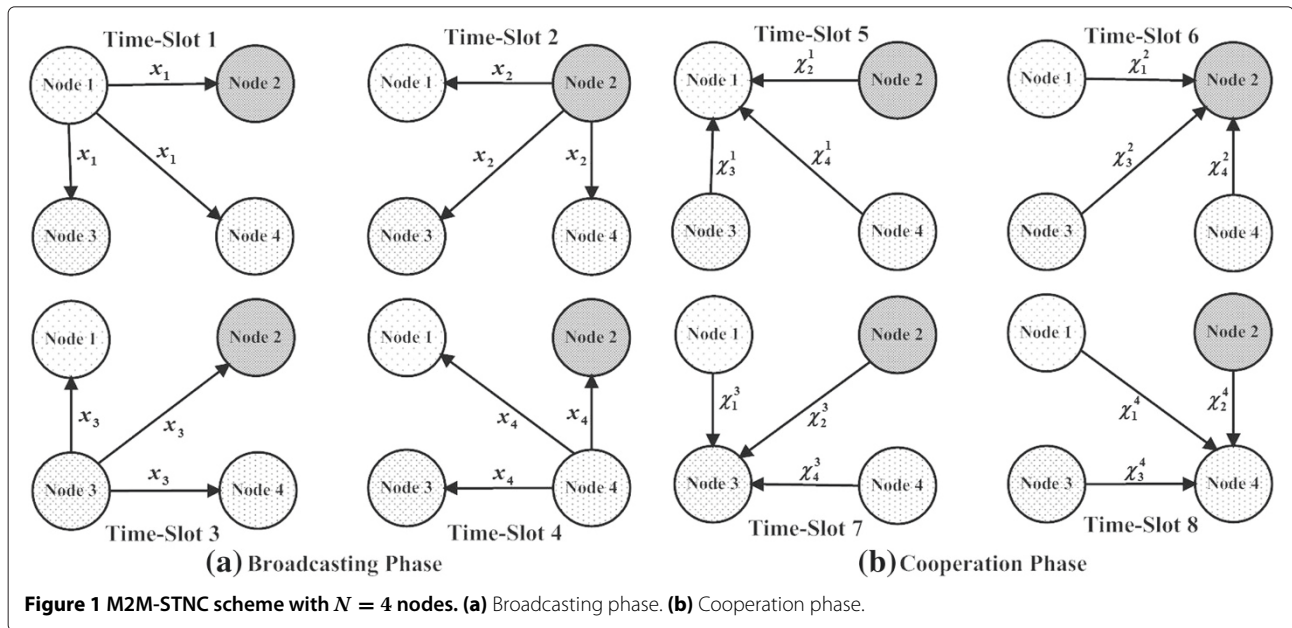 Time-Slot 1
Node 1
x₁
Node 2
x₁
x₁
Node 3
Node 4
Time-Slot 2
Node 1
x₂
Node 2
x₂
x₂
Node 3
Node 4
Node 1
Node 2
x₃
x₃
Node 3
x₃
Node 4
Time-Slot 3
Node 1
Node 2
x₄
x₄
Node 3
x₄
Node 4
Time-Slot 4
(a) Broadcasting Phase
Time-Slot 5
Node 1
χ₂¹
Node 2
χ₃¹
χ₄¹
Node 3
Node 4
Time-Slot 6
Node 1
χ₁²
Node 2
χ₃²
χ₄²
Node 3
Node 4
Node 1
Node 2
χ₁³
χ₂³
Node 3
χ₄³
Node 4
Time-Slot 7
Node 1
Node 2
χ₁⁴
χ₂⁴
Node 3
χ₃⁴
Node 4
Time-Slot 8
(b) Cooperation Phase
Figure 1 M2M-STNC scheme with N = 4 nodes. (a) Broadcasting phase. (b) Cooperation phase.